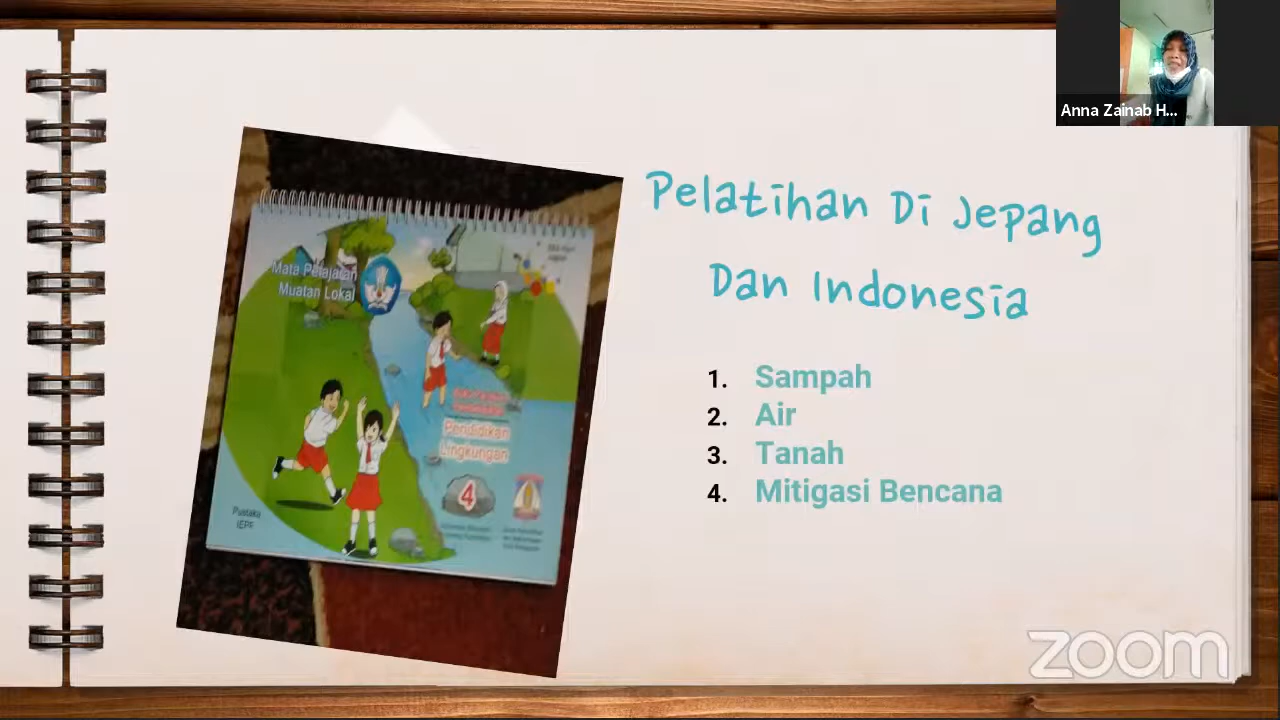 Anna Zainab H...
Pelatihan Di Jepang
Dan Indonesia
1. Sampah
2. Air
3. Tanah
4. Mitigasi Bencana
Mata Pelajaran
Muatan Lokal
Pendidikan
Lingkungan
4
Pustaka
IEPF
zoom